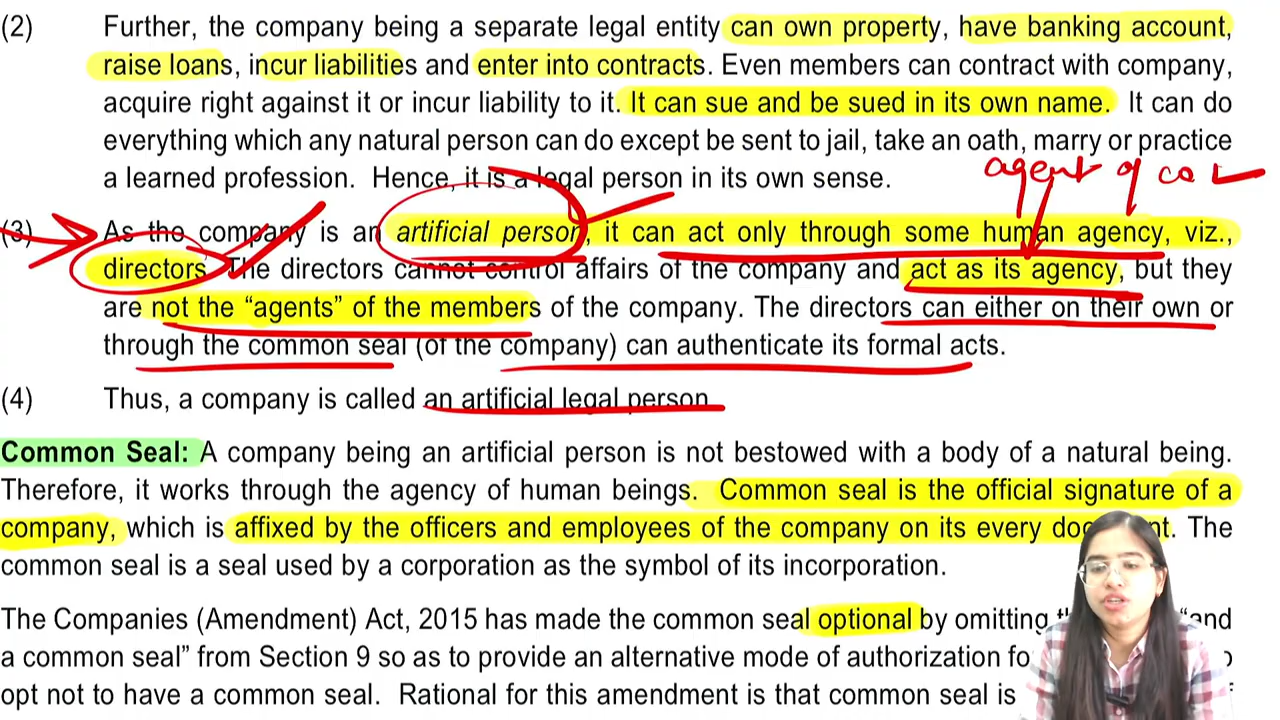 (2) Further, the company being a separate legal entity can own property, have banking account,
raise loans, incur liabilities and enter into contracts. Even members can contract with company,
acquire right against it or incur liability to it. It can sue and be sued in its own name. It can do
everything which any natural person can do except be sent to jail, take an oath, marry or practice
a learned profession. Hence, it is a legal person in its own sense.
agent of co
(3) As the company is an artificial person, it can act only through some human agency, viz.,
directors. The directors cannot control affairs of the company and act as its agency, but they
are not the “agents” of the members of the company. The directors can either on their own or
through the common seal (of the company) can authenticate its formal acts.
(4) Thus, a company is called an artificial legal person.
Common Seal: A company being an artificial person is not bestowed with a body of a natural being.
Therefore, it works through the agency of human beings. Common seal is the official signature of a
company, which is affixed by the officers and employees of the company on its every The
common seal is a seal used by a corporation as the symbol of its incorporation.
The Companies (Amendment) Act, 2015 has made the common seal optional by omitting “and
a common seal” from Section 9 so as to provide an alternative mode of authorization
opt not to have a common seal. Rational for this amendment is that common seal is